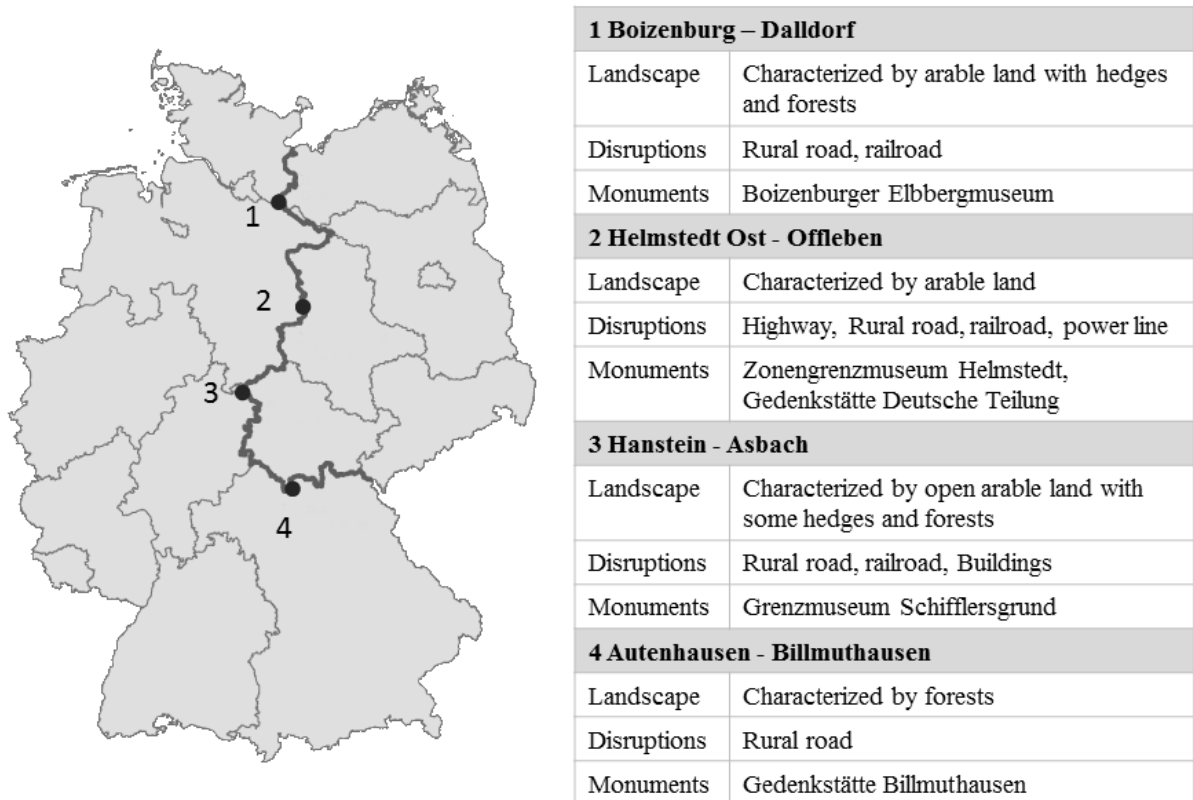 1
2
3
4
1 Boizenburg – Dalldorf
Landscape Characterized by arable land with hedges
and forests
Disruptions Rural road, railroad
Monuments Boizenburger Elbbergmuseum
2 Helmstedt Ost - Offleben
Landscape Characterized by arable land
Disruptions Highway, Rural road, railroad, power line
Monuments Zonengrenzmuseum Helmstedt,
Gedenkstätte Deutsche Teilung
3 Hanstein - Asbach
Landscape Characterized by open arable land with
some hedges and forests
Disruptions Rural road, railroad, Buildings
Monuments Grenzmuseum Schifflersgrund
4 Autenhausen - Billmuthausen
Landscape Characterized by forests
Disruptions Rural road
Monuments Gedenkstätte Billmuthausen